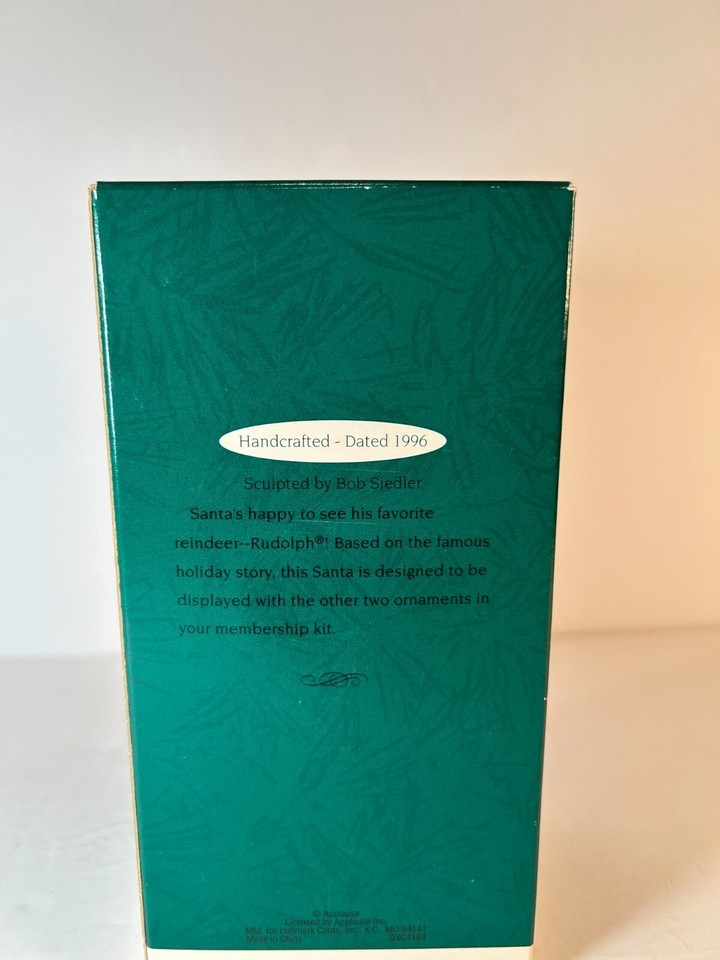 Handcrafted - Dated 1996
Sculpted by Bob Siedler
Santa's happy to see his favorite
reindeer--Rudolph®! Based on the famous
holiday story, this Santa is designed to be
displayed with the other two ornaments in
your membership kit.
© Applause
Licensed by Applause Inc.
Mfd. for Hallmark Cards, Inc., K.C., MO 64141
Made in China QXC4164